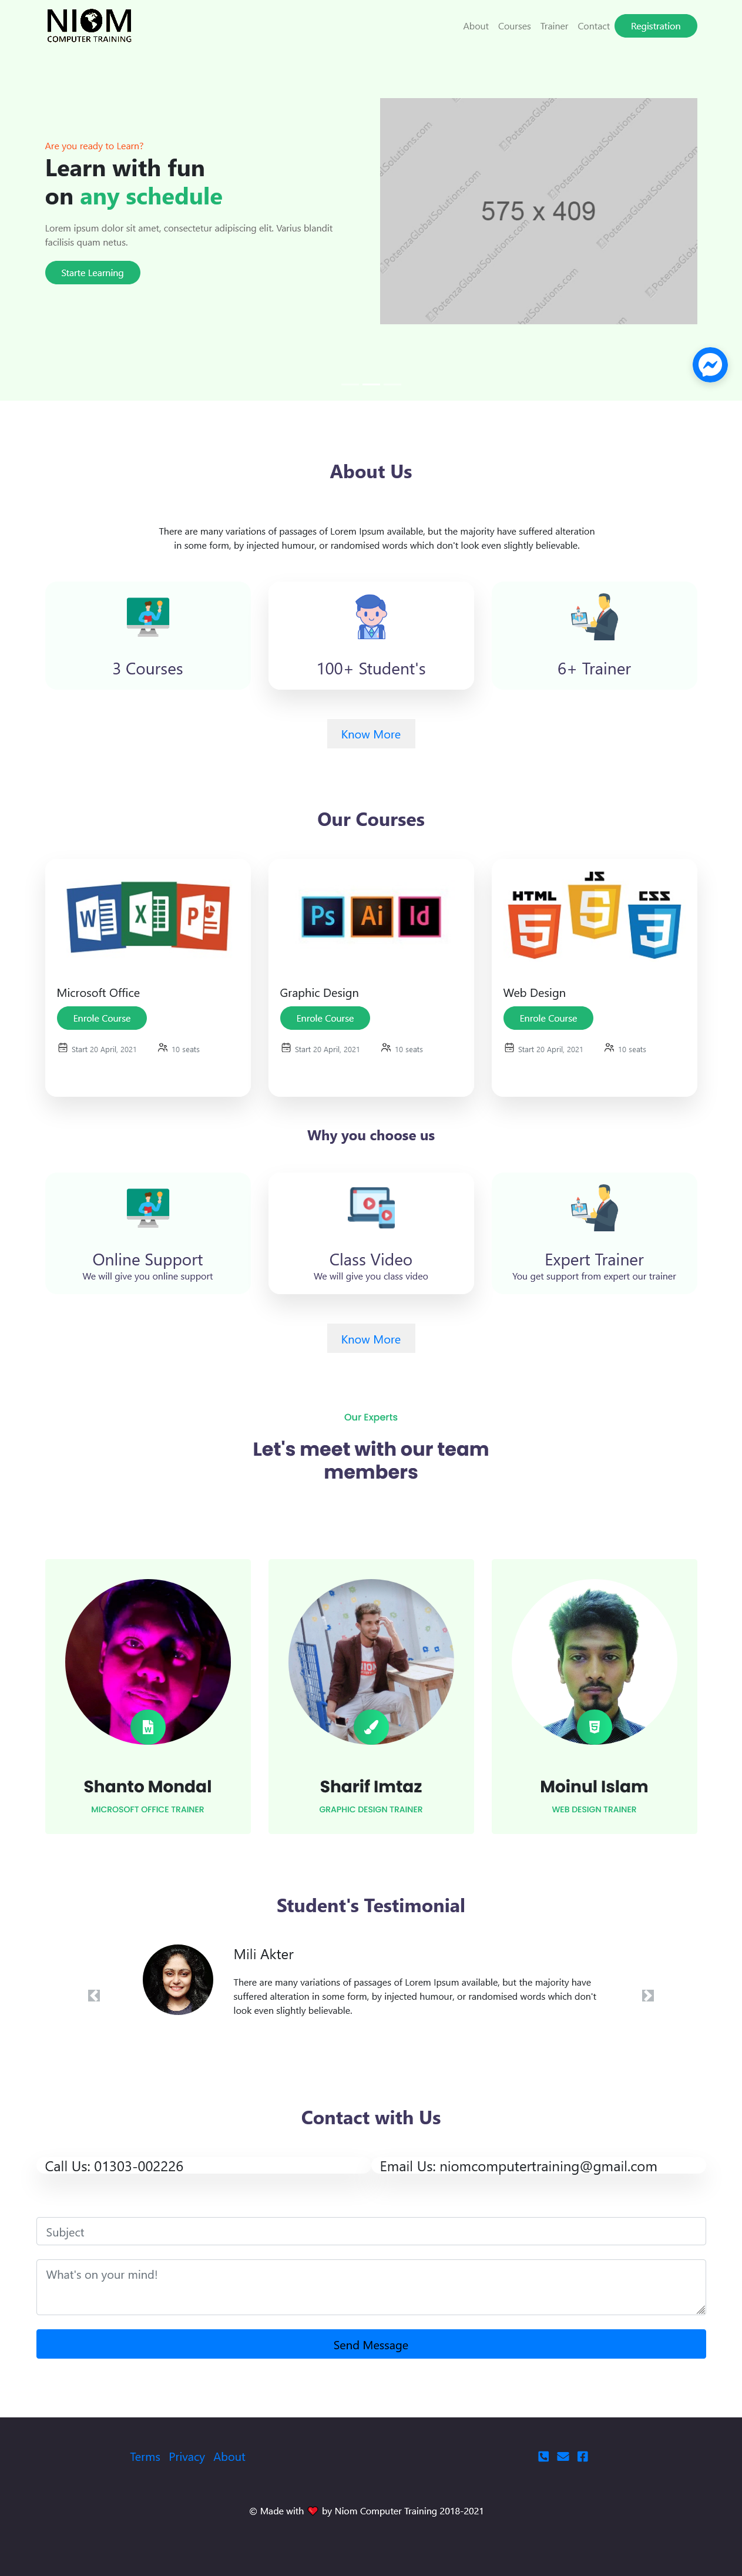 NIOM
COMPUTER TRAINING
About Courses Trainer Contact Registration
Are you ready to Learn?
Learn with fun
on any schedule
Lorem ipsum dolor sit amet, consectetur adipiscing elit. Varius blandit
facilisis quam netus.
Starte Learning
575 x 409
PotenzaGlobalSolutions.com
About Us
There are many variations of passages of Lorem Ipsum available, but the majority have suffered alteration
in some form, by injected humour, or randomised words which don't look even slightly believable.
3 Courses
100+ Student's
6+ Trainer
Know More
Our Courses
W X P
Ps Ai Id
HTML JS CSS
5 5 3
Microsoft Office
Enrole Course
Start 20 April, 2021 10 seats
Graphic Design
Enrole Course
Start 20 April, 2021 10 seats
Web Design
Enrole Course
Start 20 April, 2021 10 seats
Why you choose us
Online Support
We will give you online support
Class Video
We will give you class video
Expert Trainer
You get support from expert our trainer
Know More
Our Experts
Let's meet with our team
members
Shanto Mondal
MICROSOFT OFFICE TRAINER
Sharif Imtaz
GRAPHIC DESIGN TRAINER
Moinul Islam
WEB DESIGN TRAINER
Student's Testimonial
Mili Akter
There are many variations of passages of Lorem Ipsum available, but the majority have
suffered alteration in some form, by injected humour, or randomised words which don't
look even slightly believable.
Contact with Us
Call Us: 01303-002226
Email Us: niomcomputertraining@gmail.com
Subject
What's on your mind!
Send Message
Terms Privacy About
© Made with ❤ by Niom Computer Training 2018-2021